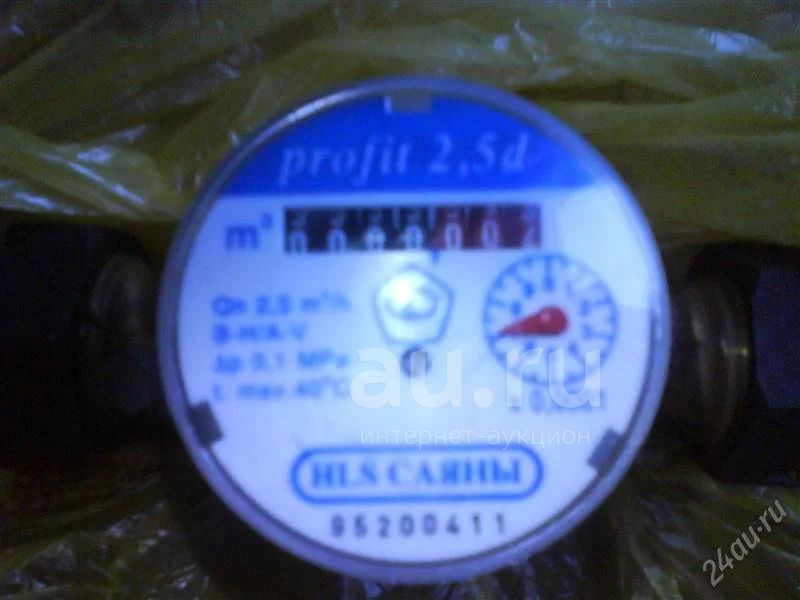 profit 2,5d
m³
Qn 2,5 m³/h
B-H/A-V
Δp 0,1 MPa
t. max.40°C
au.ru
интернет-аукцион
HLS САЯНЫ
95200411
24au.ru